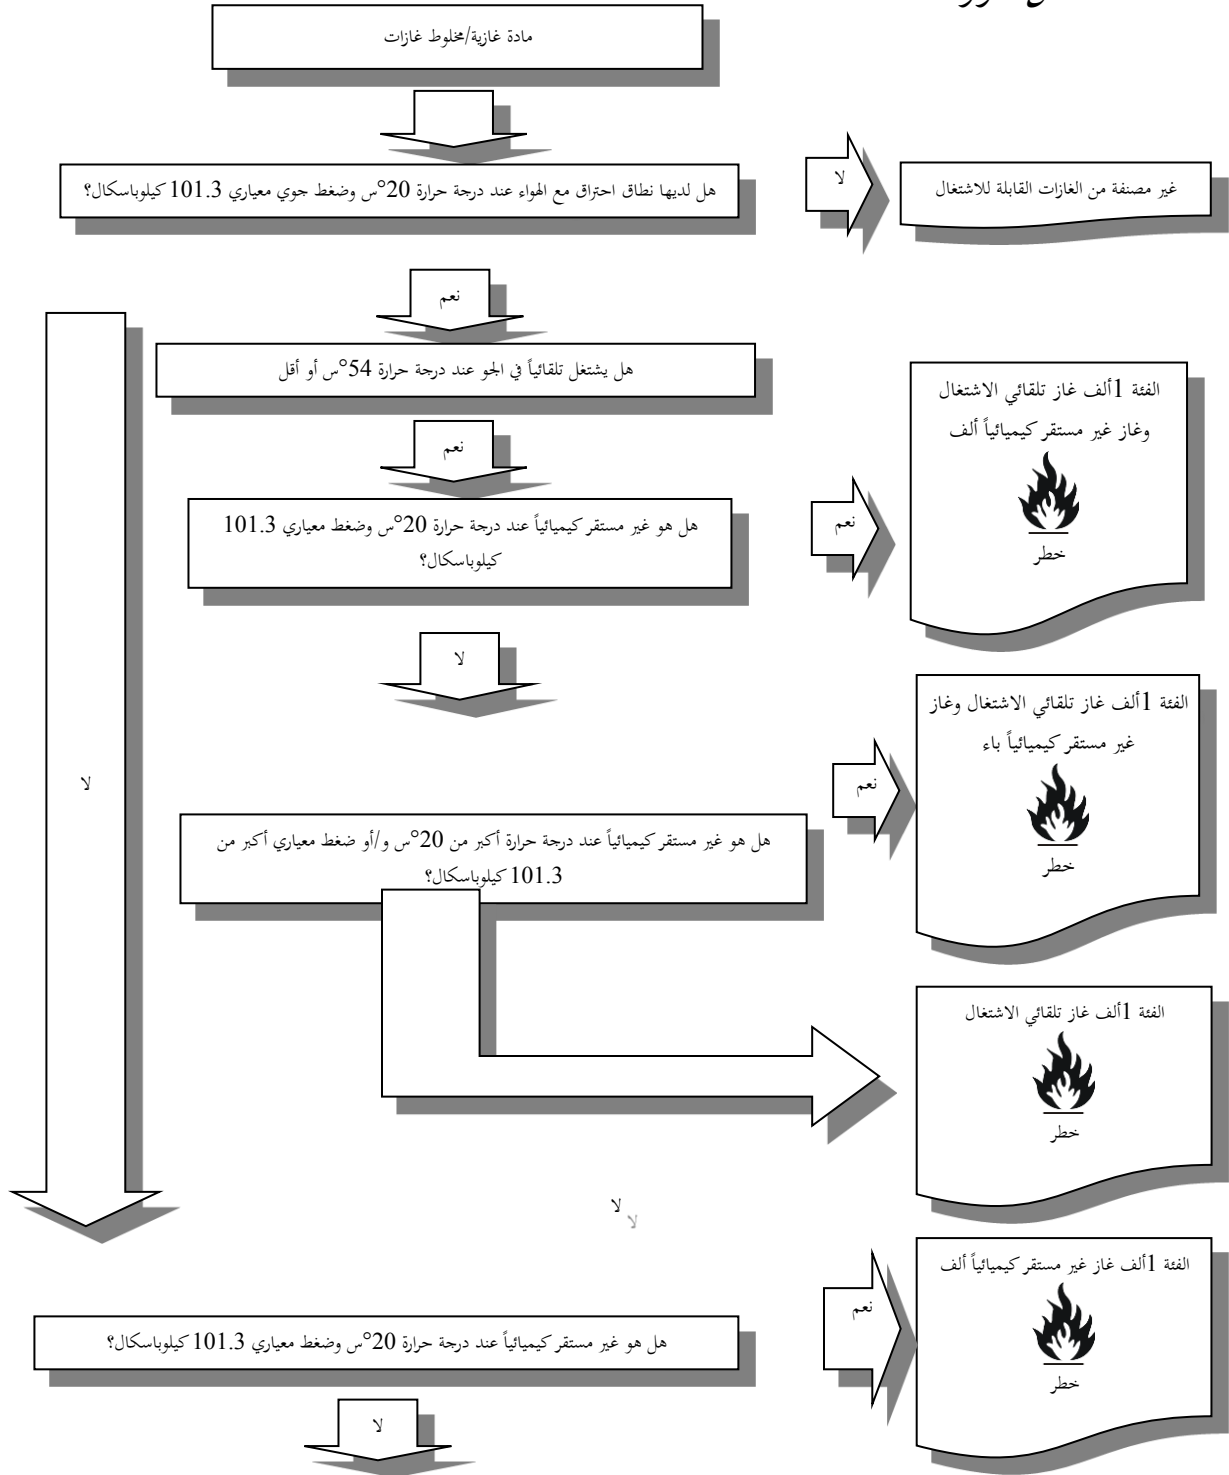 مادة غازية/مخلوط غازات
هل لديها نطاق احتراق مع الهواء عند درجة حرارة 20°س وضغط جوي معياري 101.3 كيلوباسكال؟
لا
غير مصنفة من الغازات القابلة للاشتعال
نعم
هل يشتغل تلقائياً في الجو عند درجة حرارة 54°س أو أقل
نعم
هل هو غير مستقر كيميائياً عند درجة حرارة 20°س وضغط معياري 101.3
كيلوباسكال؟
نعم
الفئة 1ألف غاز تلقائي الاشتغال
وغاز غير مستقر كيميائياً ألف
خطر
لا
هل هو غير مستقر كيميائياً عند درجة حرارة أكبر من 20°س و/أو ضغط معياري أكبر من
101.3 كيلوباسكال؟
نعم
الفئة 1ألف غاز تلقائي الاشتغال وغاز
غير مستقر كيميائياً باء
خطر
لا
الفئة 1ألف غاز تلقائي الاشتغال
خطر
لا
هل هو غير مستقر كيميائياً عند درجة حرارة 20°س وضغط معياري 101.3 كيلوباسكال؟
نعم
الفئة 1ألف غاز غير مستقر كيميائياً ألف
خطر
لا